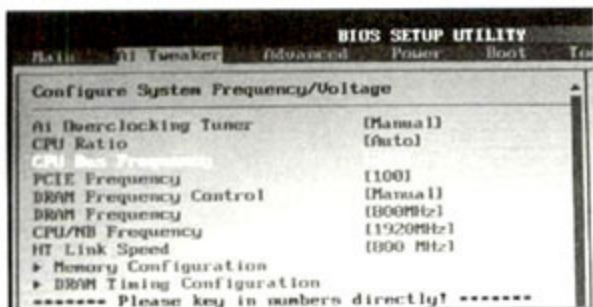 BIOS SETUP UTILITY
Main Ai Tweaker Advanced Power Boot To
Configure System Frequency/Voltage
Ai Overclocking Tuner [Manual]
CPU Ratio [Auto]
CPU Bus Frequency
PCIE Frequency [100]
DRAM Frequency Control [Manual]
DRAM Frequency [800MHz]
CPU/NB Frequency [1920MHz]
HT Link Speed [800 MHz]
▶ Memory Configuration
▶ DRAM Timing Configuration
------- Please key in numbers directly! -------